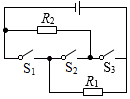 R₂
S₁ S₂ S₃
R₁